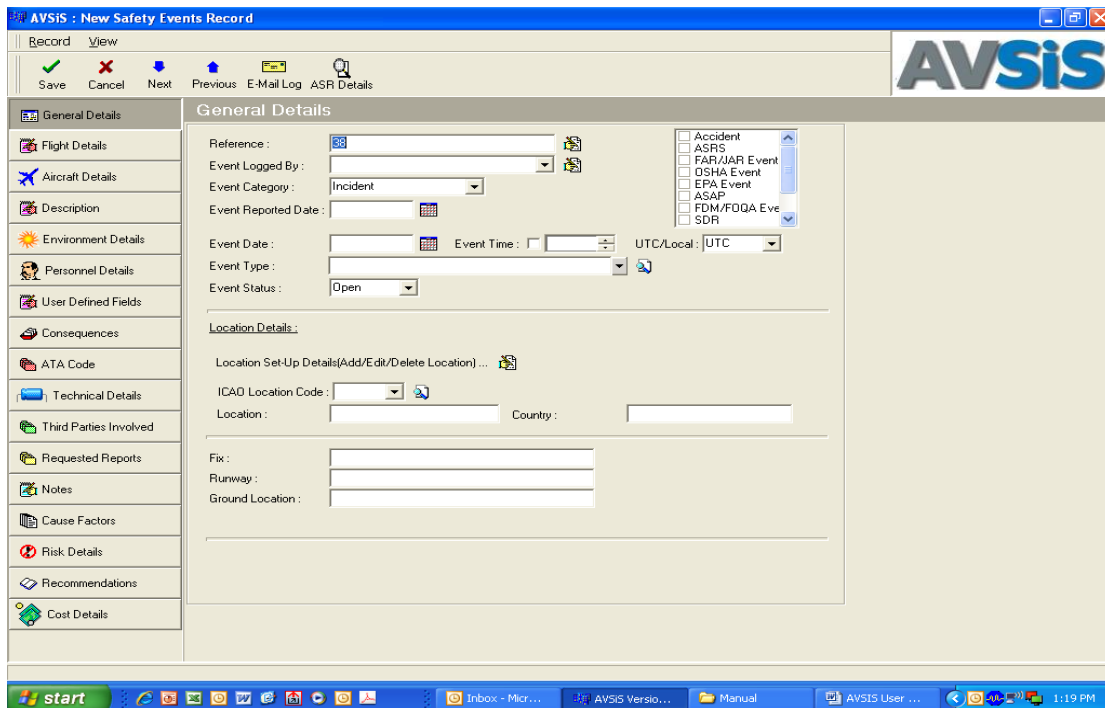 AVSiS : New Safety Events Record
Record View
Save Cancel Next Previous E-Mail Log ASR Details
AVSiS
General Details
Flight Details
Aircraft Details
Description
Environment Details
Personnel Details
User Defined Fields
Consequences
ATA Code
Technical Details
Third Parties Involved
Requested Reports
Notes
Cause Factors
Risk Details
Recommendations
Cost Details
General Details
Reference : 38
Event Logged By :
Event Category : Incident
Event Reported Date :
Accident
ASRS
FAR/JAR Event
OSHA Event
EPA Event
ASAP
FDM/FOQA Eve
SDR
Event Date : Event Time : UTC/Local : UTC
Event Type :
Event Status : Open
Location Details :
Location Set-Up Details(Add/Edit/Delete Location) ...
ICAO Location Code :
Location : Country :
Fix :
Runway :
Ground Location :
start Inbox - Micr... AVSiS Versio... Manual AVSIS User ... 1:19 PM